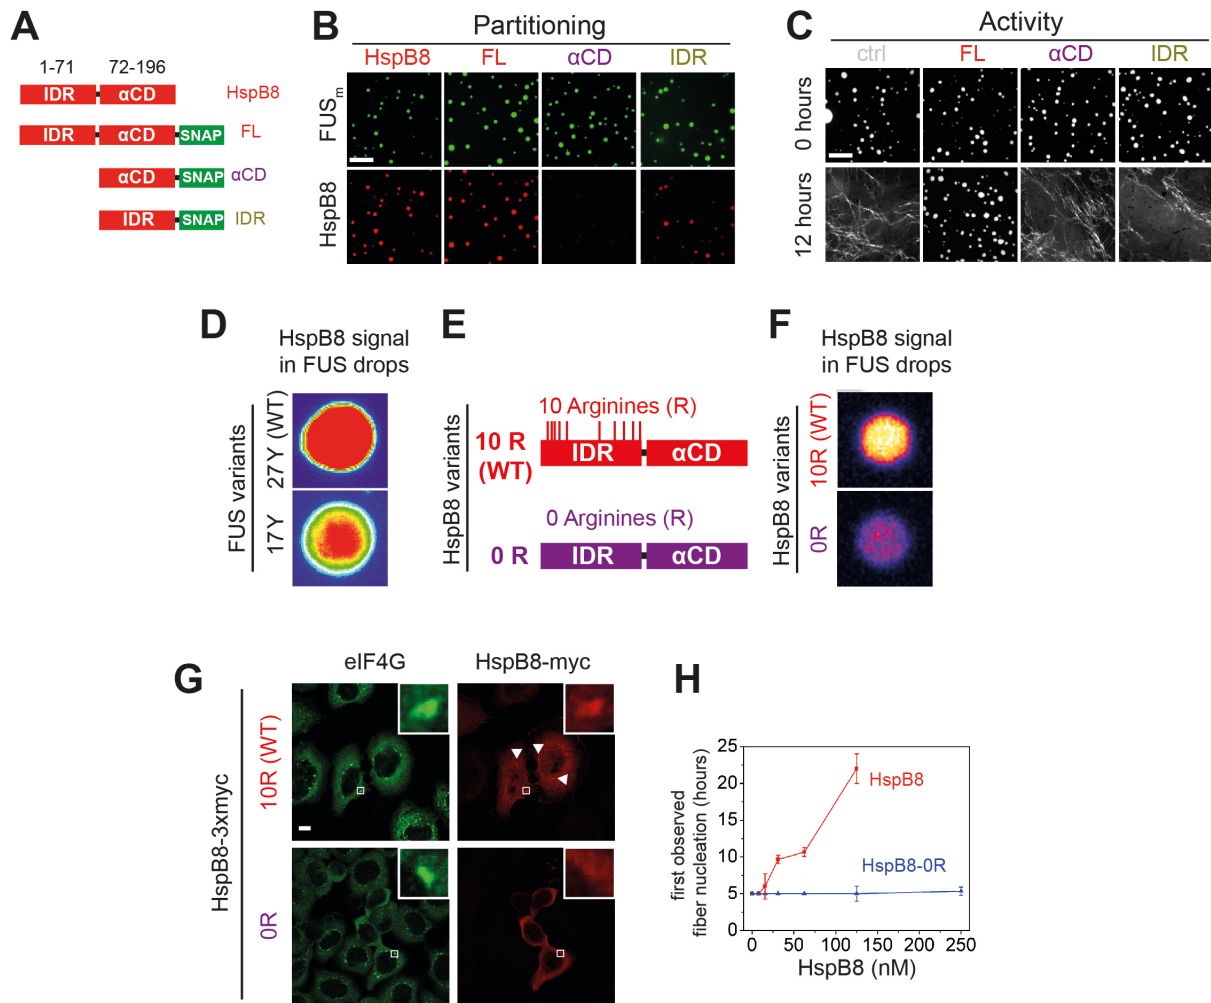 A
1-71 72-196
IDR αCD HspB8
IDR αCD SNAP FL
αCD SNAP αCD
IDR SNAP IDR
B
Partitioning
HspB8 FL αCD IDR
FUSm
HspB8
C
Activity
ctrl FL αCD IDR
0 hours
12 hours
D
HspB8 signal
in FUS drops
FUS variants
27Y (WT)
17Y
E
HspB8 variants
10 Arginines (R)
10 R
(WT)
IDR αCD
0 Arginines (R)
0 R
IDR αCD
F
HspB8 signal
in FUS drops
HspB8 variants
10R (WT)
0R
G
eIF4G HspB8-myc
HspB8-3xmyc
10R (WT)
0R
H
first observed
fiber nucleation (hours)
25
20
15
10
5
0
HspB8
HspB8-0R
0 50 100 150 200 250
HspB8 (nM)